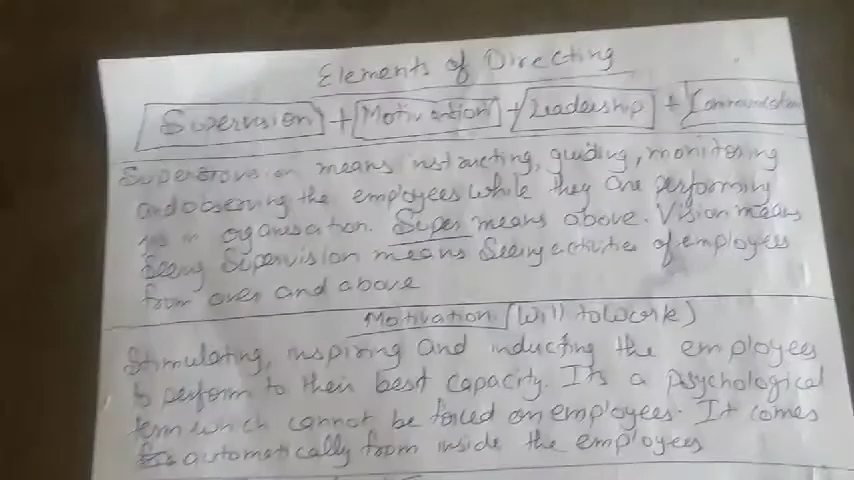 Elements of Directing
Supervision + Motivation + Leadership + Communication
Supervision means instructing, guiding, monitoring
and observing the employees while they are performing
in organisation. Super means above. Vision means
Seeing Supervision means Seeing activities of employees
from over and above
Motivation (Will to Work)
Stimulating, inspiring and inducting the employees
to perform to their best capacity. Its a Psychological
term which cannot be forced on employees. It comes
automatically from inside the employees